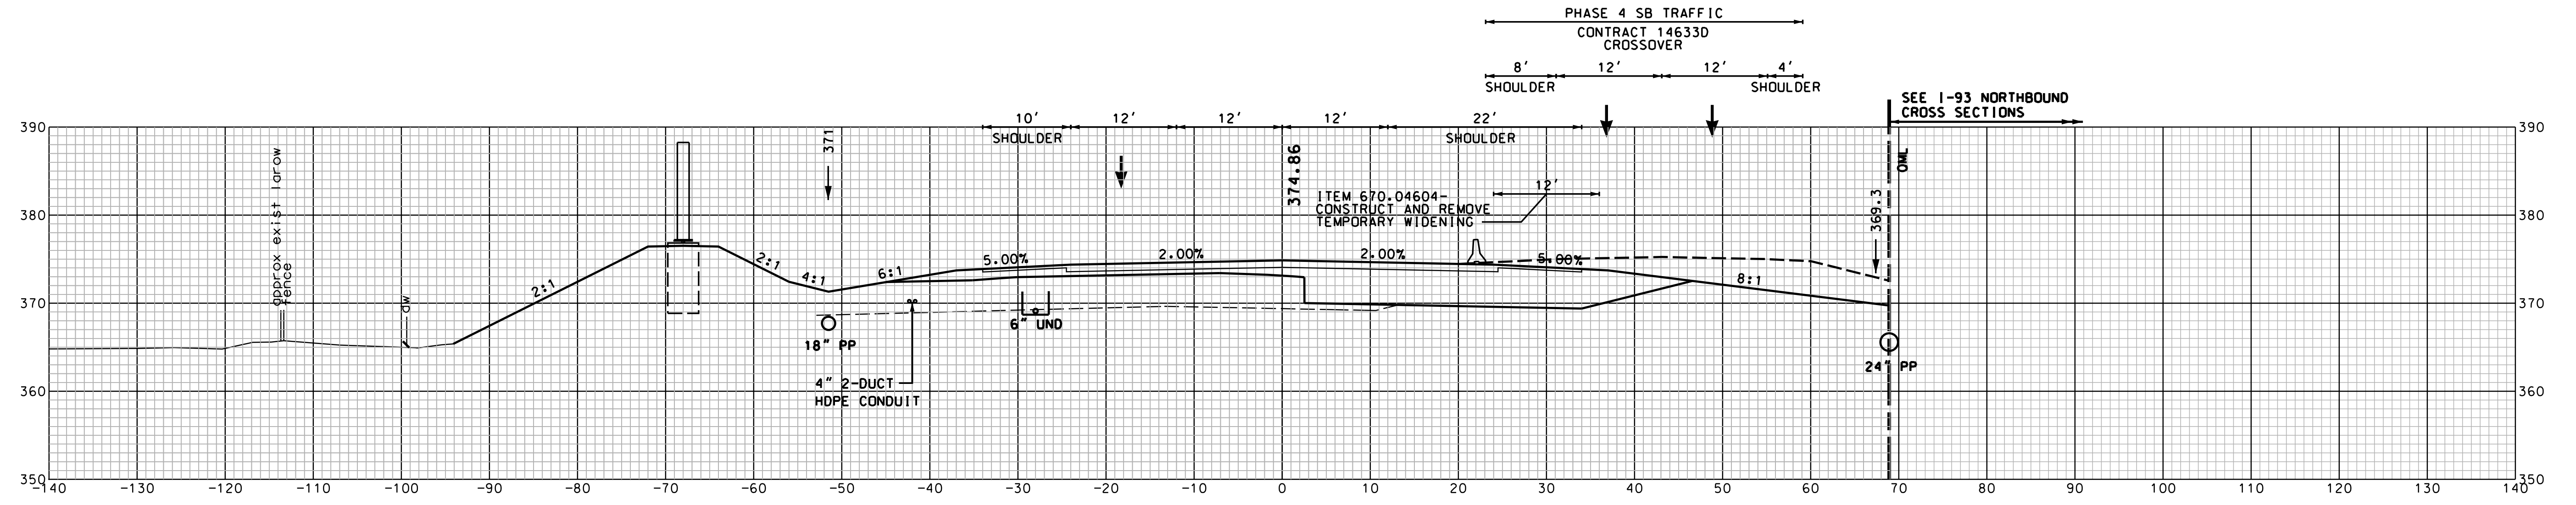 PHASE 4 SB TRAFFIC
CONTRACT 14633D
CROSSOVER
8' 12' 12' 4'
SHOULDER SHOULDER
SEE I-93 NORTHBOUND
CROSS SECTIONS
10' 12' 12' 12' 22'
SHOULDER SHOULDER
390 390
approx exist larow
fence
aw
371
374.86
OML
369.3
12'
ITEM 670.04604-
CONSTRUCT AND REMOVE
TEMPORARY WIDENING
380 380
2:1 2:1 4:1 6:1 5.00% 2.00% 2.00% 5.00% 8:1
370 370
6" UND
18" PP
24" PP
4" 2-DUCT
HDPE CONDUIT
360 360
350 350
-140 -130 -120 -110 -100 -90 -80 -70 -60 -50 -40 -30 -20 -10 0 10 20 30 40 50 60 70 80 90 100 110 120 130 140